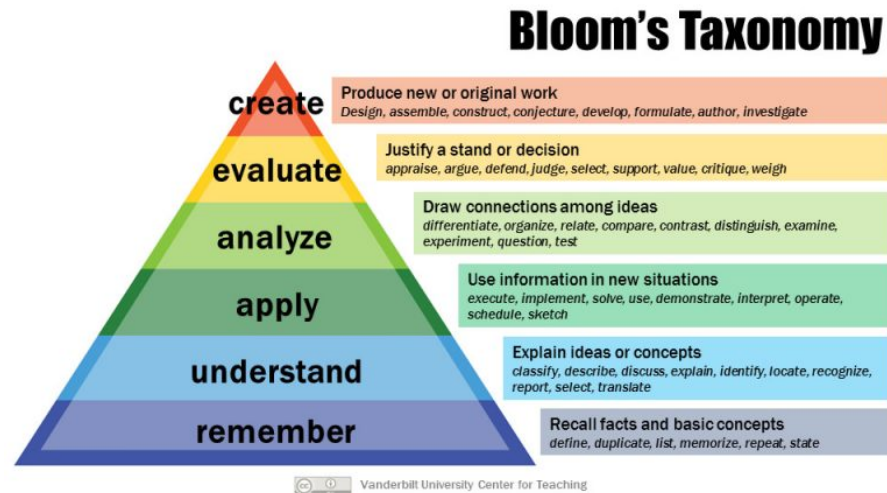 Bloom's Taxonomy
create
Produce new or original work
Design, assemble, construct, conjecture, develop, formulate, author, investigate
evaluate
Justify a stand or decision
appraise, argue, defend, judge, select, support, value, critique, weigh
analyze
Draw connections among ideas
differentiate, organize, relate, compare, contrast, distinguish, examine,
experiment, question, test
apply
Use information in new situations
execute, implement, solve, use, demonstrate, interpret, operate,
schedule, sketch
understand
Explain ideas or concepts
classify, describe, discuss, explain, identify, locate, recognize,
report, select, translate
remember
Recall facts and basic concepts
define, duplicate, list, memorize, repeat, state
cc Vanderbilt University Center for Teaching